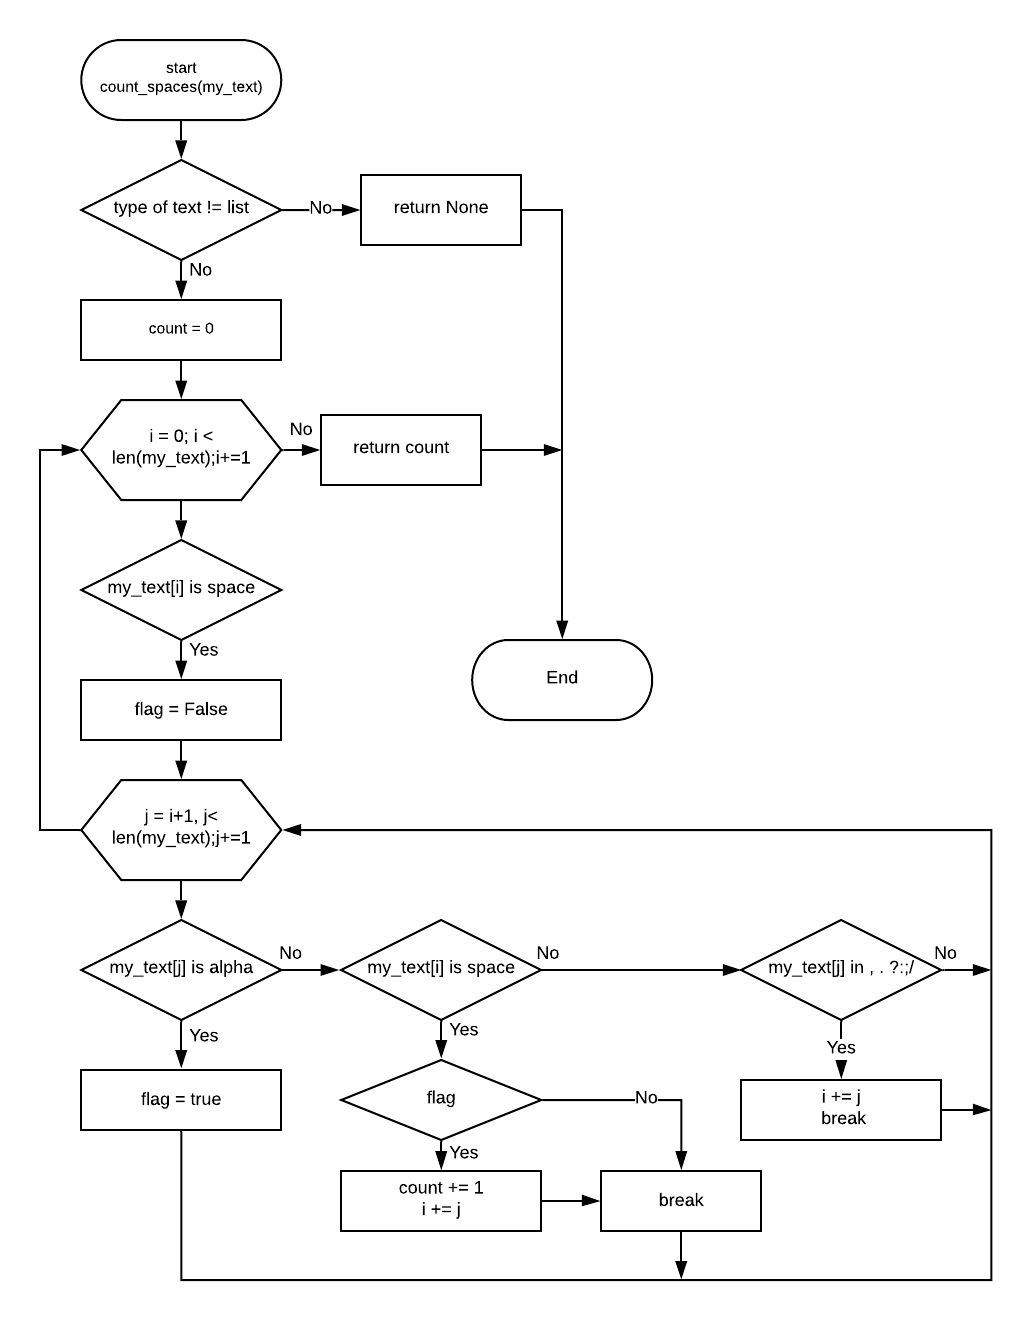 start
count_spaces(my_text)
type of text != list
No
return None
No
count = 0
i = 0; i <
len(my_text);i+=1
No
return count
my_text[i] is space
Yes
flag = False
End
j = i+1, j<
len(my_text);j+=1
my_text[j] is alpha
No
my_text[i] is space
No
my_text[j] in , . ?:;/
No
Yes
flag = true
Yes
flag
No
Yes
count += 1
i += j
break
Yes
i += j
break